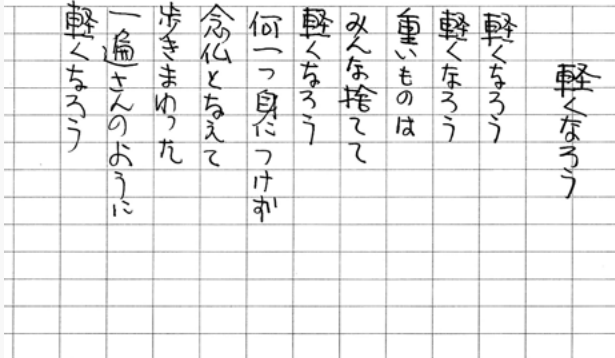 軽くなろう
軽くなろう
軽くなろう
重いものは
みんな捨てて
軽くなろう
何一つ身につけず
念仏となえて
歩きまわった
一遍さんのように
軽くなろう